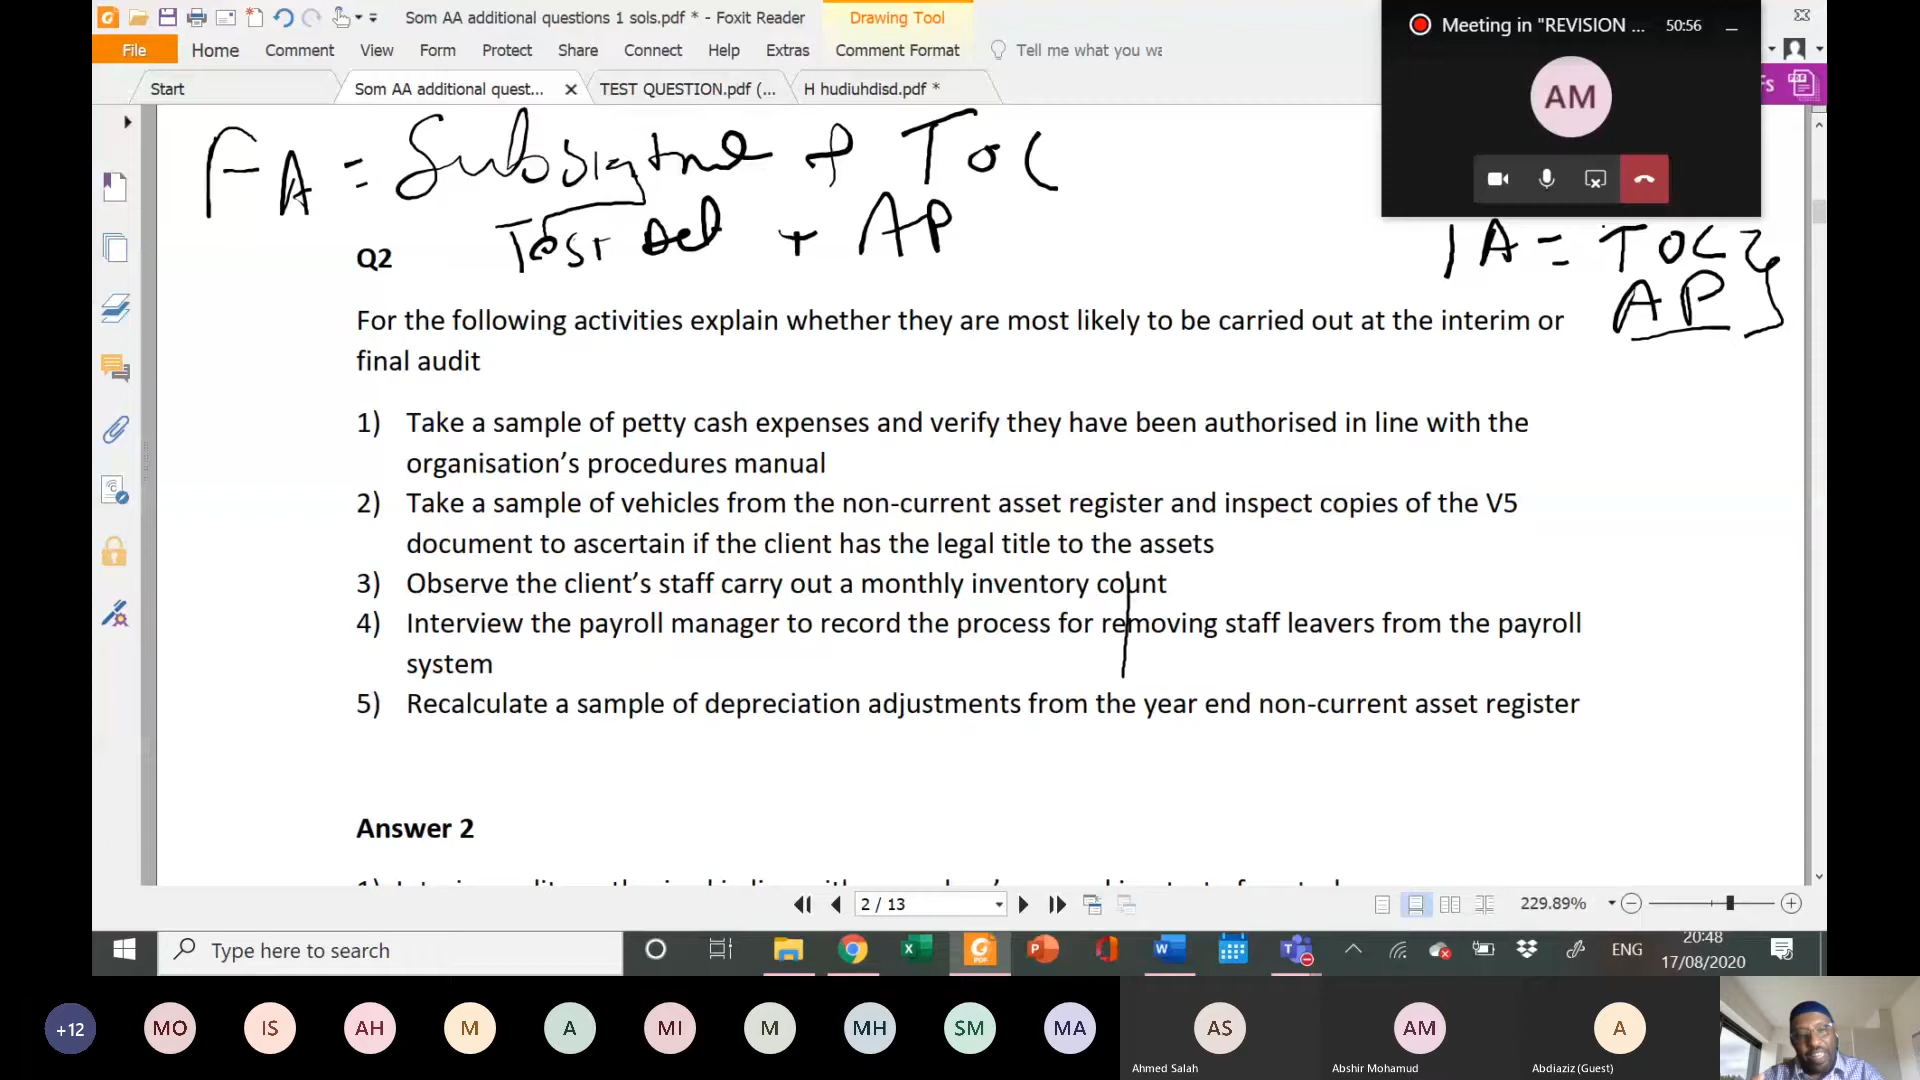 Som AA additional questions 1 sols.pdf * - Foxit Reader
Drawing Tool
File Home Comment View Form Protect Share Connect Help Extras Comment Format Tell me what you wa
Meeting in "REVISION ... 50:56
AM
Start
Som AA additional quest...
TEST QUESTION.pdf (...
H hudiuhdisd.pdf *
Fs
FA = & TOC
Test + AP
IA = TOC &
AP
Q2
For the following activities explain whether they are most likely to be carried out at the interim or
final audit
1) Take a sample of petty cash expenses and verify they have been authorised in line with the
organisation’s procedures manual
2) Take a sample of vehicles from the non-current asset register and inspect copies of the V5
document to ascertain if the client has the legal title to the assets
3) Observe the client’s staff carry out a monthly inventory count
4) Interview the payroll manager to record the process for removing staff leavers from the payroll
system
5) Recalculate a sample of depreciation adjustments from the year end non-current asset register
Answer 2
2 / 13
229.89%
Type here to search
ENG
20:48
17/08/2020
+12 MO IS AH M A MI M MH SM MA AS AM A
Ahmed Salah
Abshir Mohamud
Abdiaziz (Guest)